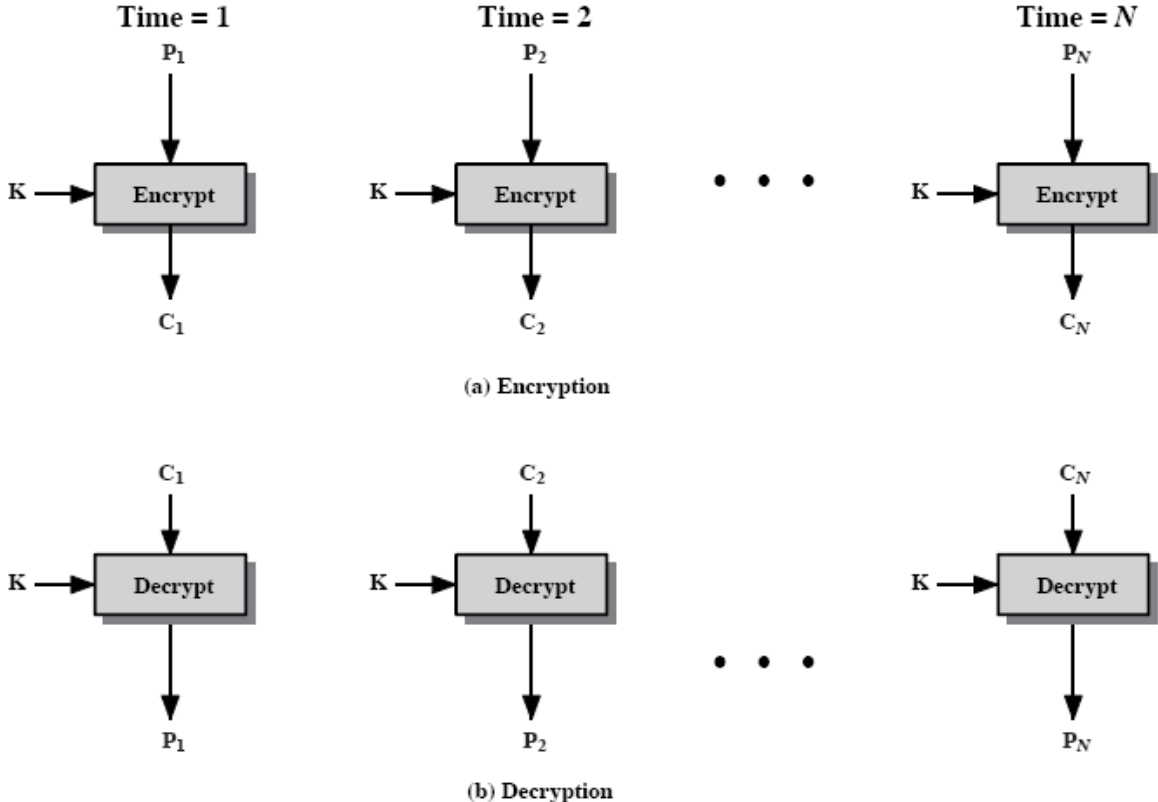 Time = 1 Time = 2 Time = N
P1 P2 PN
K Encrypt K Encrypt • • • K Encrypt
C1 C2 CN
(a) Encryption
C1 C2 CN
K Decrypt K Decrypt K Decrypt
• • •
P1 P2 PN
(b) Decryption